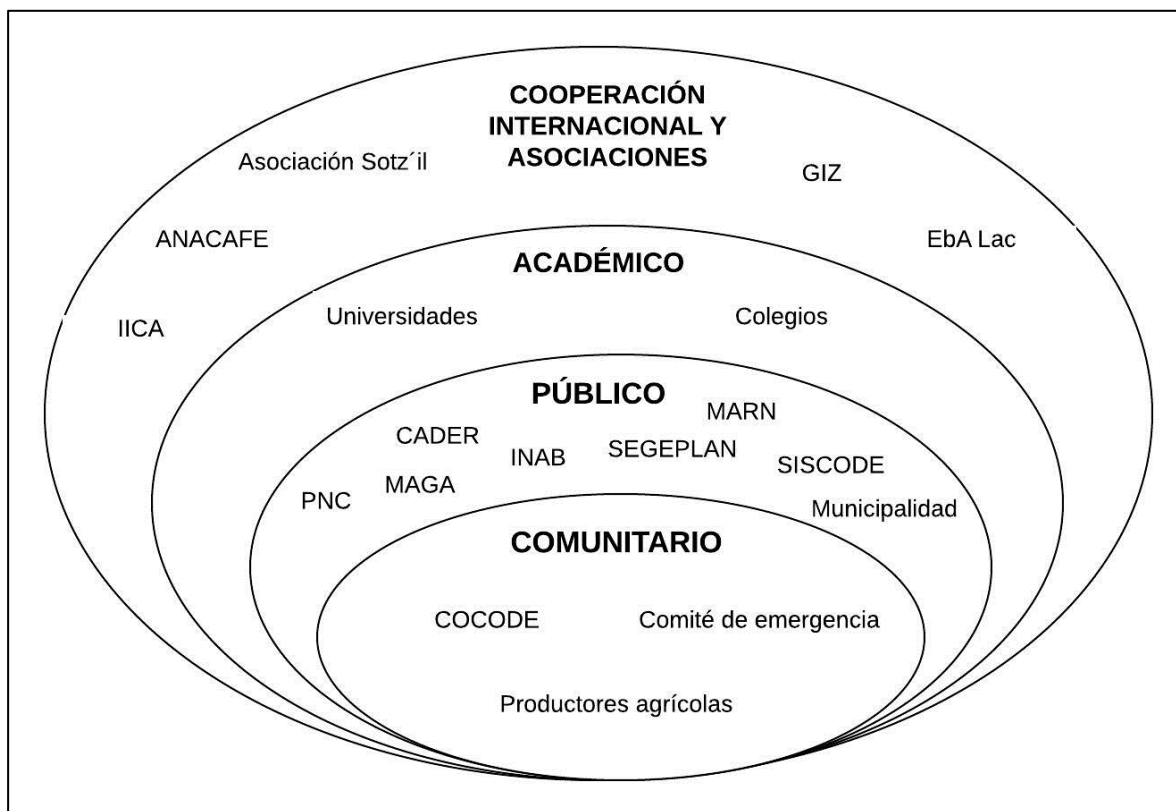 COOPERACIÓN
INTERNACIONAL Y
ASOCIACIONES
Asociación Sotz´il
GIZ
ANACAFE
EbA Lac
IICA
ACADÉMICO
Universidades
Colegios
PÚBLICO
MARN
CADER
INAB
SEGEPLAN
SISCODE
PNC
MAGA
Municipalidad
COMUNITARIO
COCODE
Comité de emergencia
Productores agrícolas